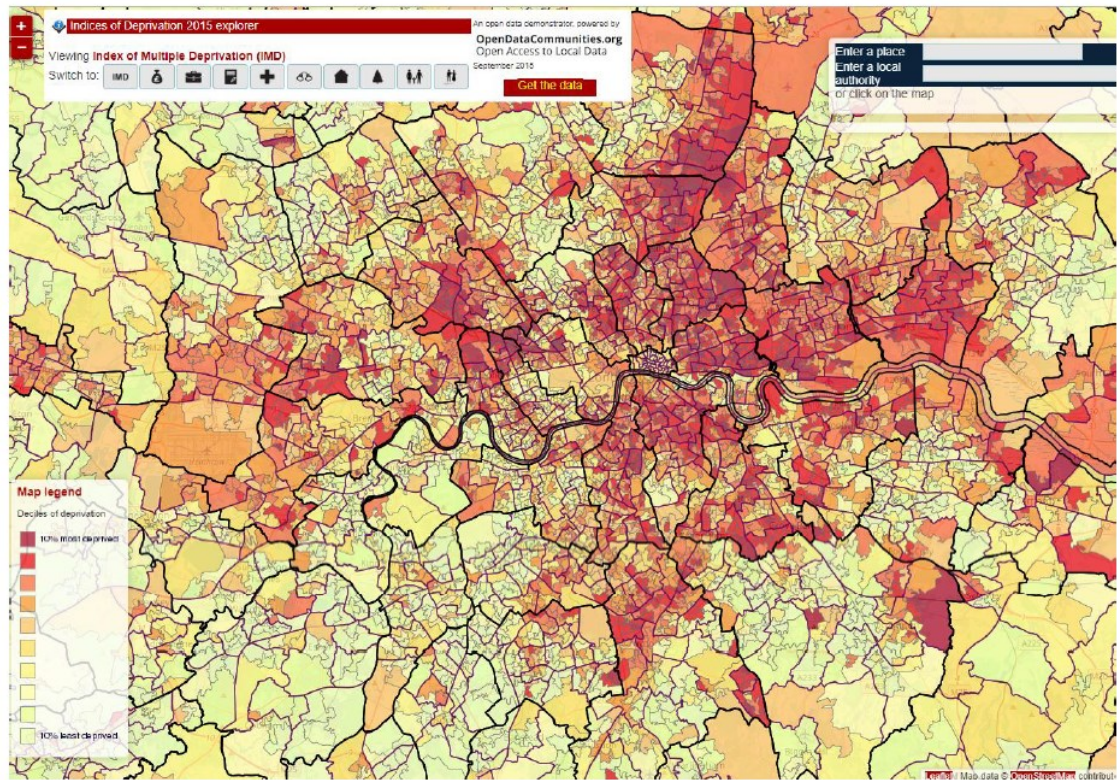 +
−
Indices of Deprivation 2015 explorer
Viewing Index of Multiple Deprivation (IMD)
Switch to: IMD
An open data demonstrator, powered by
OpenDataCommunities.org
Open Access to Local Data
September 2015
Get the data
Enter a place
Enter a local
authority
or click on the map
Map legend
Deciles of deprivation
10% most deprived
10% least deprived
A233
Leaflet | Map data © OpenStreetMap contribut